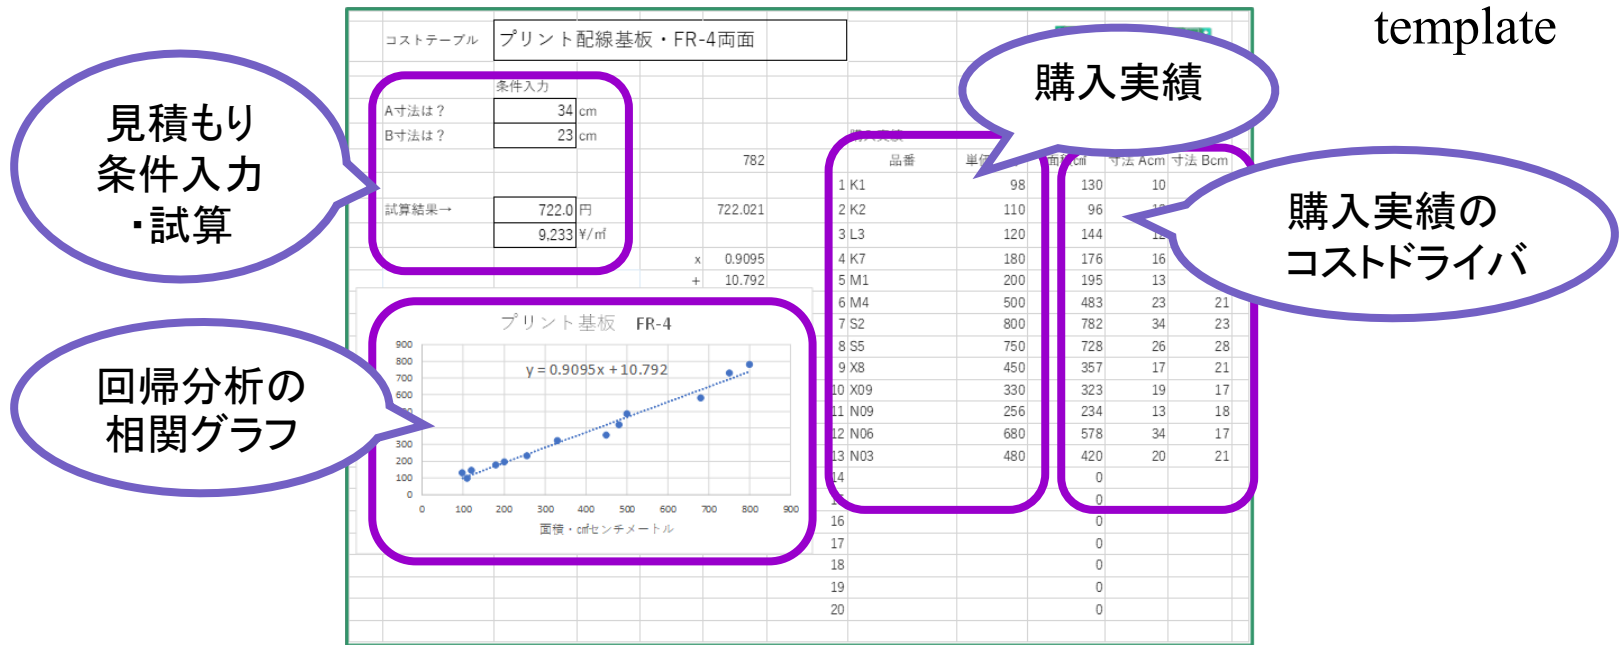 template
コストテーブル プリント配線基板・FR-4両面
見積もり
条件入力
・試算
購入実績
購入実績の
コストドライバ
回帰分析の
相関グラフ
条件入力
A寸法は？ 34 cm
B寸法は？ 23 cm
782
試算結果→ 722.0 円 722.021
9,233 ¥/㎡
x 0.9095
+ 10.792
プリント基板 FR-4
y = 0.9095x + 10.792
900
800
700
600
300
200
100
0
0 100 200 300 400 500 600 700 800 900
面積・㎠センチメートル
品番 寸法 Acm 寸法 Bcm
1 K1 98 130 10
2 K2 110 96
3 L3 120 144 12
4 K7 180 176 16
5 M1 200 195 13
6 M4 500 483 23 21
7 S2 800 782 34 23
8 S5 750 728 26 28
9 X8 450 357 17 21
10 X09 330 323 19 17
11 N09 256 234 13 18
12 N06 680 578 34 17
13 N03 480 420 20 21
14 0
0
16 0
17 0
18 0
19 0
20 0